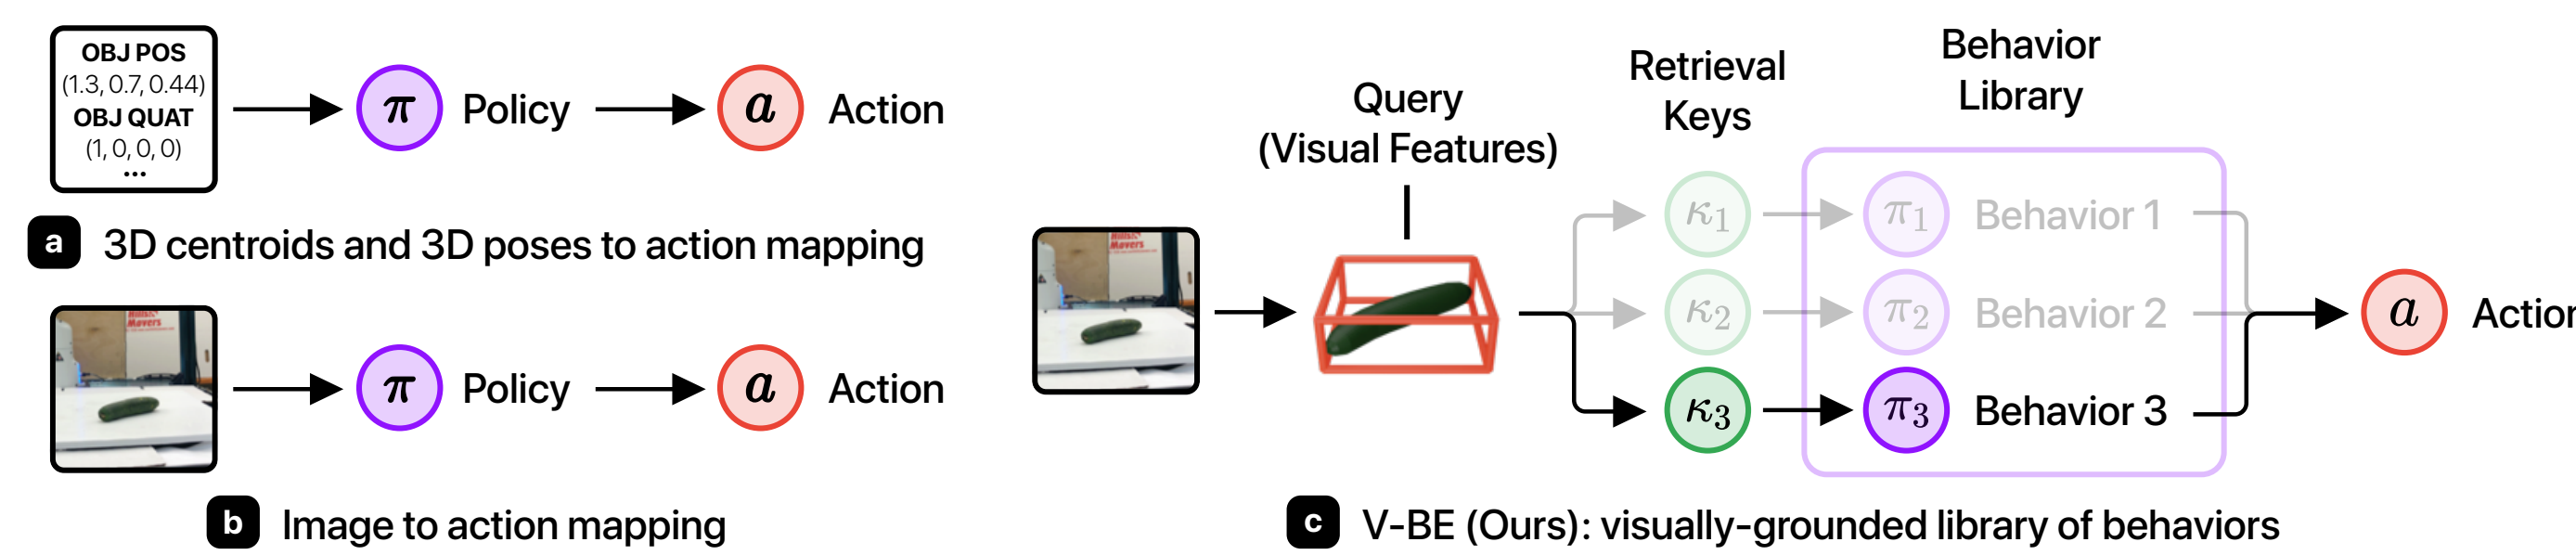 OBJ POS
(1.3, 0.7, 0.44)
OBJ QUAT
(1, 0, 0, 0)
...
π Policy
a Action
a 3D centroids and 3D poses to action mapping
Movers
π Policy
a Action
b Image to action mapping
Query
(Visual Features)
Retrieval
Keys
Behavior
Library
Movers
κ1 π1 Behavior 1
κ2 π2 Behavior 2
κ3 π3 Behavior 3
a Action
c V-BE (Ours): visually-grounded library of behaviors